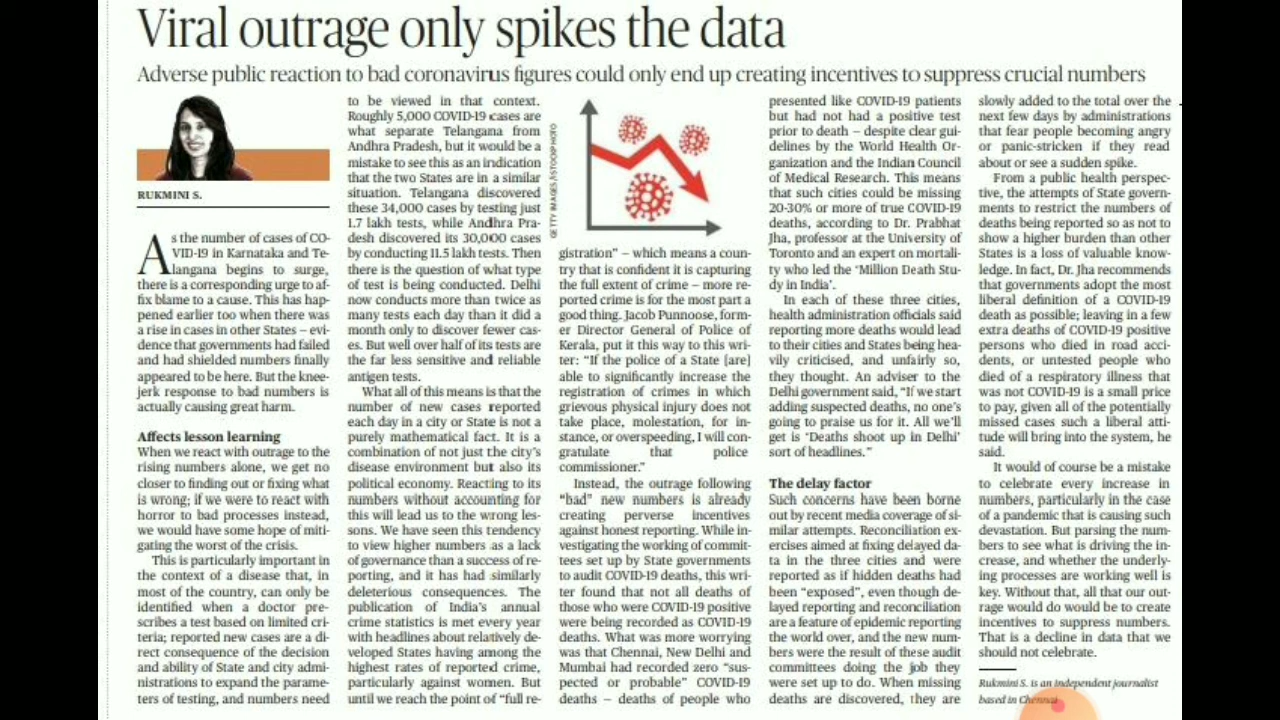 Viral outrage only spikes the data
Adverse public reaction to bad coronavirus figures could only end up creating incentives to suppress crucial numbers
RUKMINI S.
As the number of cases of CO-
VID-19 in Karnataka and Te-
langana begins to surge,
there is a corresponding urge to af-
fix blame to a cause. This has hap-
pened earlier too when there was
a rise in cases in other States – evi-
dence that governments had failed
and had shielded numbers finally
appeared to be here. But the knee-
jerk response to bad numbers is
actually causing great harm.
Affects lesson learning
When we react with outrage to the
rising numbers alone, we get no
closer to finding out or fixing what
is wrong; if we were to react with
horror to bad processes instead,
we would have some hope of miti-
gating the worst of the crisis.
This is particularly important in
the context of a disease that, in
most of the country, can only be
identified when a doctor pre-
scribes a test based on limited cri-
teria; reported new cases are a di-
rect consequence of the decision
and ability of State and city admi-
nistrations to expand the parame-
ters of testing, and numbers need
to be viewed in that context.
Roughly 5,000 COVID-19 cases are
what separate Telangana from
Andhra Pradesh, but it would be a
mistake to see this as an indication
that the two States are in a similar
situation. Telangana discovered
these 34,000 cases by testing just
1.7 lakh tests, while Andhra Pra-
desh discovered its 30,000 cases
by conducting 11.5 lakh tests. Then
there is the question of what type
of test is being conducted. Delhi
now conducts more than twice as
many tests each day than it did a
month only to discover fewer cas-
es. But well over half of its tests are
the far less sensitive and reliable
antigen tests.
What all of this means is that the
number of new cases reported
each day in a city or State is not a
purely mathematical fact. It is a
combination of not just the city's
disease environment but also its
political economy. Reacting to its
numbers without accounting for
this will lead us to the wrong les-
sons. We have seen this tendency
to view higher numbers as a lack
of governance than a success of re-
porting, and it has had similarly
deleterious consequences. The
publication of India's annual
crime statistics is met every year
with headlines about relatively de-
veloped States having among the
highest rates of reported crime,
particularly against women. But
until we reach the point of "full re-
GETTY IMAGES/ISTOCKPHOTO
gistration" – which means a coun-
try that is confident it is capturing
the full extent of crime – more re-
ported crime is for the most part a
good thing. Jacob Punnoose, form-
er Director General of Police of
Kerala, put it this way to this wri-
ter: "If the police of a State [are]
able to significantly increase the
registration of crimes in which
grievous physical injury does not
take place, molestation, for in-
stance, or overspeeding, I will con-
gratulate that police
commissioner."
Instead, the outrage following
"bad" new numbers is already
creating perverse incentives
against honest reporting. While in-
vestigating the working of commit-
tees set up by State governments
to audit COVID-19 deaths, this wri-
ter found that not all deaths of
those who were COVID-19 positive
were being recorded as COVID-19
deaths. What was more worrying
was that Chennai, New Delhi and
Mumbai had recorded zero "sus-
pected or probable" COVID-19
deaths – deaths of people who
presented like COVID-19 patients
but had not had a positive test
prior to death – despite clear gui-
delines by the World Health Or-
ganization and the Indian Council
of Medical Research. This means
that such cities could be missing
20-30% or more of true COVID-19
deaths, according to Dr. Prabhat
Jha, professor at the University of
Toronto and an expert on mortali-
ty who led the 'Million Death Stu-
dy in India'.
In each of these three cities,
health administration officials said
reporting more deaths would lead
to their cities and States being hea-
vily criticised, and unfairly so,
they thought. An adviser to the
Delhi government said, "If we start
adding suspected deaths, no one's
going to praise us for it. All we'll
get is 'Deaths shoot up in Delhi'
sort of headlines."
The delay factor
Such concerns have been borne
out by recent media coverage of si-
milar attempts. Reconciliation ex-
ercises aimed at fixing delayed da-
ta in the three cities and were
reported as if hidden deaths had
been "exposed", even though de-
layed reporting and reconciliation
are a feature of epidemic reporting
the world over, and the new num-
bers were the result of these audit
committees doing the job they
were set up to do. When missing
deaths are discovered, they are
slowly added to the total over the
next few days by administrations
that fear people becoming angry
or panic-stricken if they read
about or see a sudden spike.
From a public health perspec-
tive, the attempts of State govern-
ments to restrict the numbers of
deaths being reported so as not to
show a higher burden than other
States is a loss of valuable know-
ledge. In fact, Dr. Jha recommends
that governments adopt the most
liberal definition of a COVID-19
death as possible; leaving in a few
extra deaths of COVID-19 positive
persons who died in road acci-
dents, or untested people who
died of a respiratory illness that
was not COVID-19 is a small price
to pay, given all of the potentially
missed cases such a liberal atti-
tude will bring into the system, he
said.
It would of course be a mistake
to celebrate every increase in
numbers, particularly in the case
of a pandemic that is causing such
devastation. But parsing the num-
bers to see what is driving the in-
crease, and whether the underly-
ing processes are working well is
key. Without that, all that our out-
rage would do would be to create
incentives to suppress numbers.
That is a decline in data that we
should not celebrate.
Rukmini S. is an independent journalist
based in Chennai